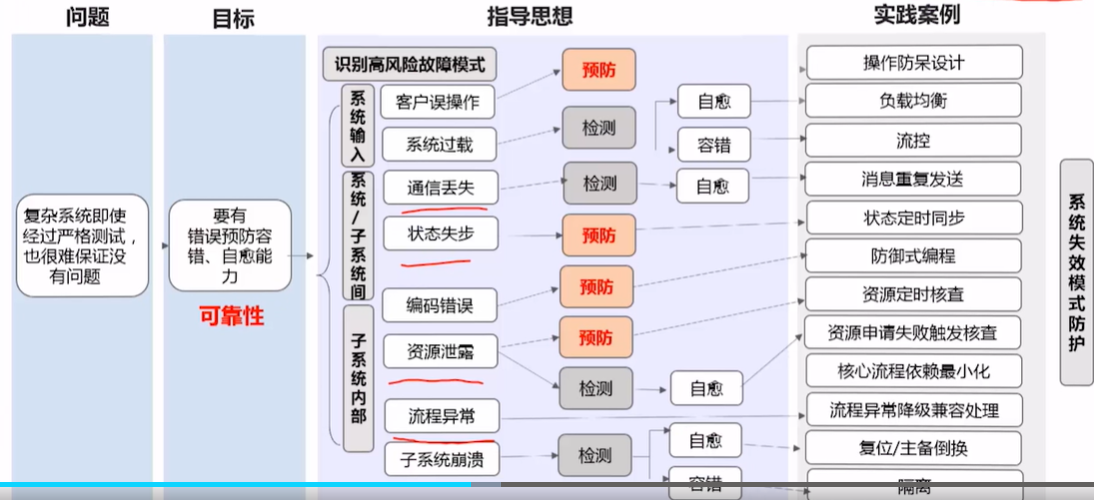 问题
目标
指导思想
实践案例
复杂系统即使
经过严格测试，
也很难保证没
有问题
要有
错误预防容
错、自愈能
力
可靠性
识别高风险故障模式
系统输入
客户误操作
预防
系统过载
检测
自愈
容错
系统/子系统间
通信丢失
检测
自愈
状态失步
预防
子系统内部
编码错误
预防
资源泄露
预防
检测
自愈
流程异常
子系统崩溃
检测
自愈
容错
操作防呆设计
负载均衡
流控
消息重复发送
状态定时同步
防御式编程
资源定时核查
资源申请失败触发核查
核心流程依赖最小化
流程异常降级兼容处理
复位/主备倒换
隔离
系统失效模式防护